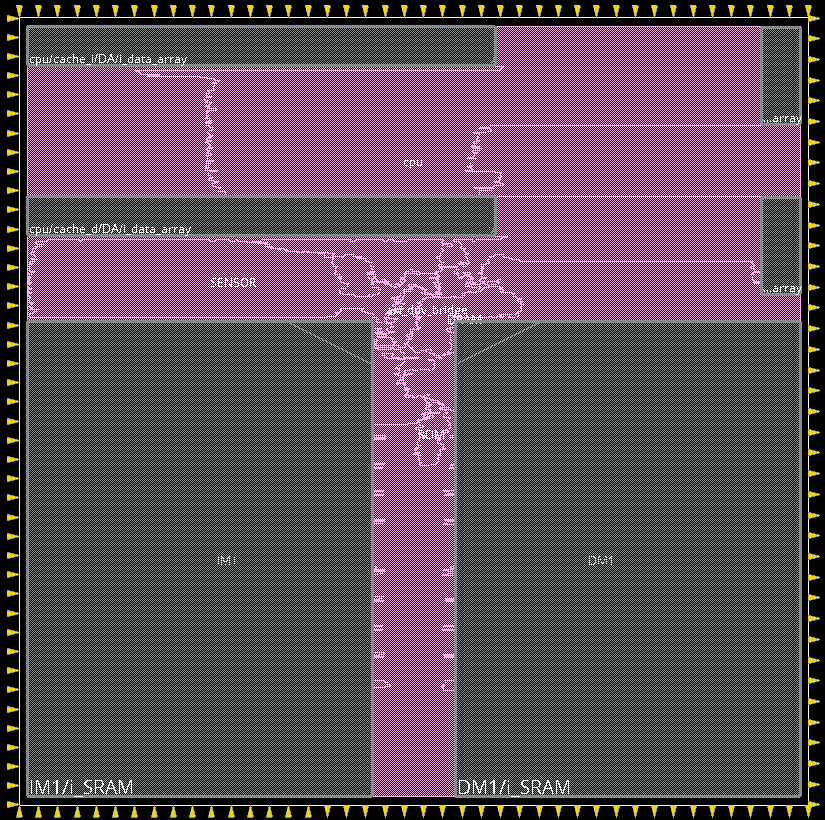 cpu/cache_i/DA/i_data_array
...array
cpu
cpu/cache_d/DA/i_data_array
SENSOR
...array
IM1
DM1
IM1/i_SRAM
DM1/i_SRAM